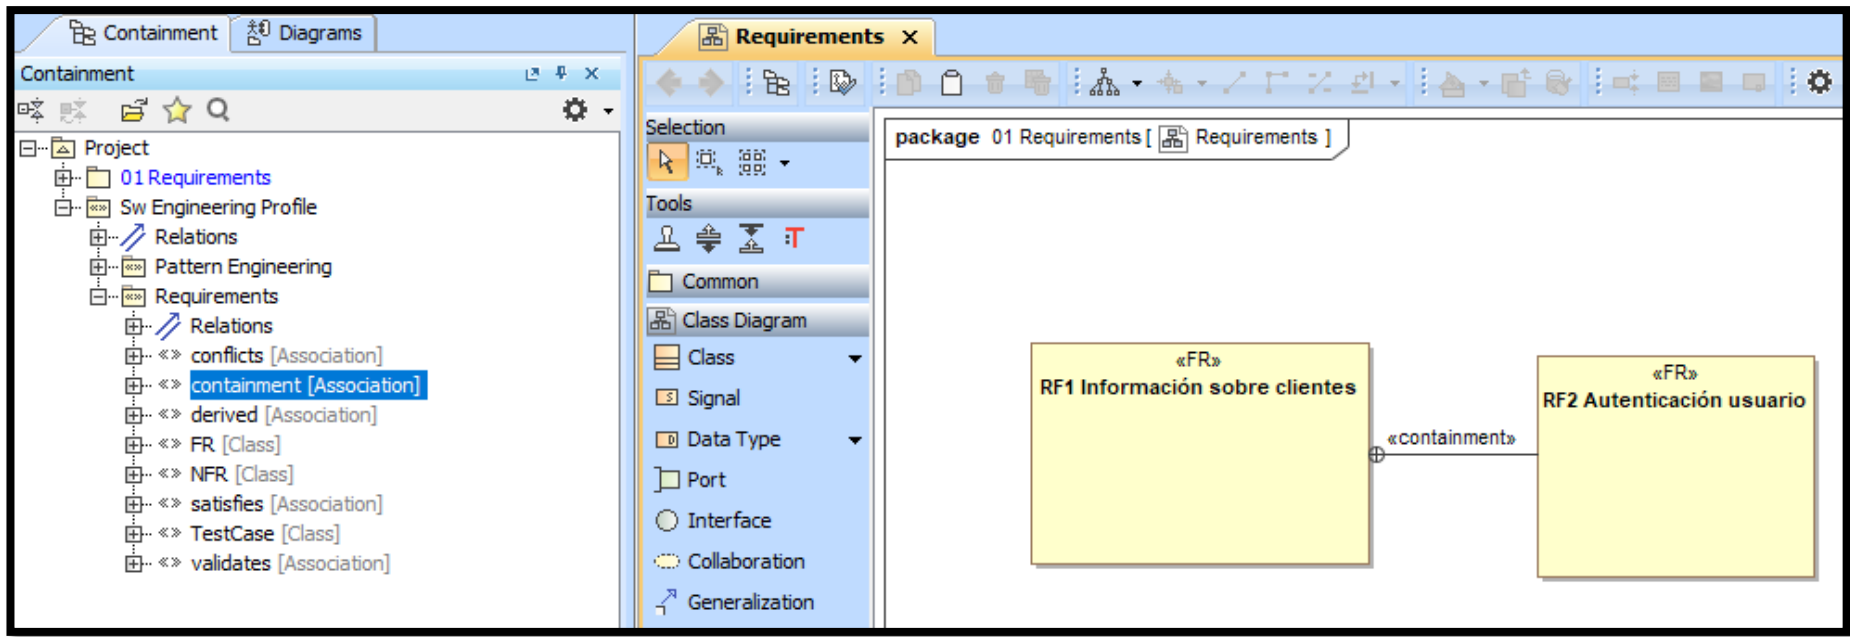 Containment
Diagrams
Containment
Project
01 Requirements
Sw Engineering Profile
Relations
Pattern Engineering
«»
Requirements
Relations
«» conflicts [Association]
«» containment [Association]
«» derived [Association]
«» FR [Class]
«» NFR [Class]
«» satisfies [Association]
«» TestCase [Class]
«» validates [Association]
Requirements X
Selection
Tools
:T
Common
Class Diagram
Class
S Signal
D Data Type
Port
Interface
Collaboration
Generalization
package 01 Requirements [ Requirements ]
«FR»
RF1 Información sobre clientes
«containment»
«FR»
RF2 Autenticación usuario